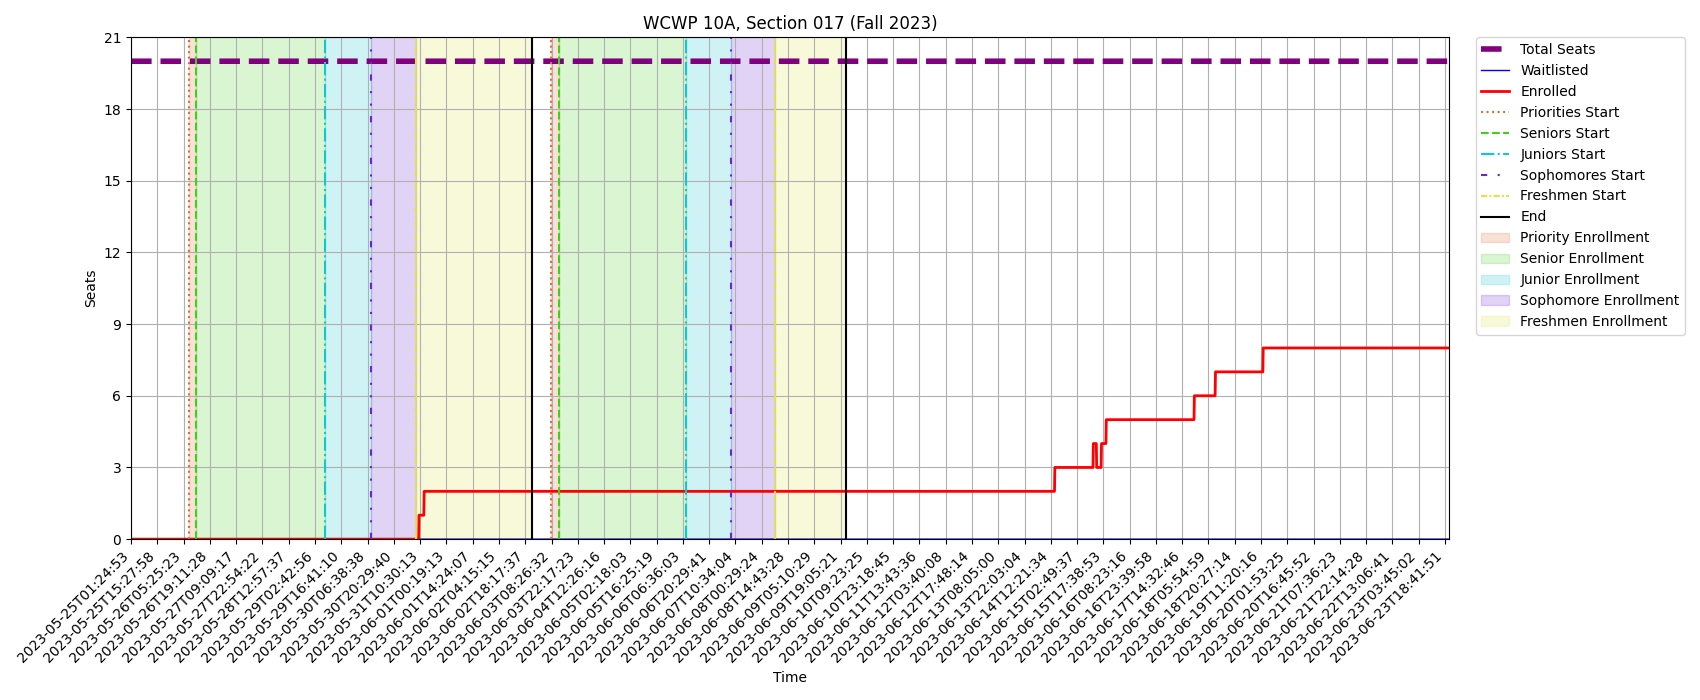 WCWP 10A, Section 017 (Fall 2023)
Seats
21
18
15
12
9
6
3
0
2023-05-25T01:24:53
2023-05-25T15:27:58
2023-05-26T05:25:23
2023-05-26T19:11:28
2023-05-27T09:09:17
2023-05-27T22:54:22
2023-05-28T12:57:37
2023-05-29T02:42:56
2023-05-29T16:41:10
2023-05-30T06:38:38
2023-05-30T20:29:40
2023-05-31T10:30:13
2023-06-01T00:19:13
2023-06-01T14:24:07
2023-06-02T04:15:15
2023-06-02T18:17:37
2023-06-03T08:26:32
2023-06-03T22:17:23
2023-06-04T12:26:16
2023-06-05T02:18:03
2023-06-05T16:25:19
2023-06-06T06:36:03
2023-06-06T20:29:41
2023-06-07T10:34:04
2023-06-08T00:29:24
2023-06-08T14:43:28
2023-06-09T05:10:29
2023-06-09T19:05:21
2023-06-10T09:23:25
2023-06-10T23:18:45
2023-06-11T13:43:36
2023-06-12T03:40:08
2023-06-12T17:48:14
2023-06-13T08:05:00
2023-06-13T22:03:04
2023-06-14T12:21:34
2023-06-15T02:49:37
2023-06-15T17:38:53
2023-06-16T08:23:16
2023-06-16T23:39:58
2023-06-17T14:32:46
2023-06-18T05:54:59
2023-06-18T20:27:14
2023-06-19T11:20:16
2023-06-20T01:53:25
2023-06-20T16:45:52
2023-06-21T07:36:23
2023-06-21T22:14:28
2023-06-22T13:06:41
2023-06-23T03:45:02
2023-06-23T18:41:51
Time
Total Seats
Waitlisted
Enrolled
Priorities Start
Seniors Start
Juniors Start
Sophomores Start
Freshmen Start
End
Priority Enrollment
Senior Enrollment
Junior Enrollment
Sophomore Enrollment
Freshmen Enrollment